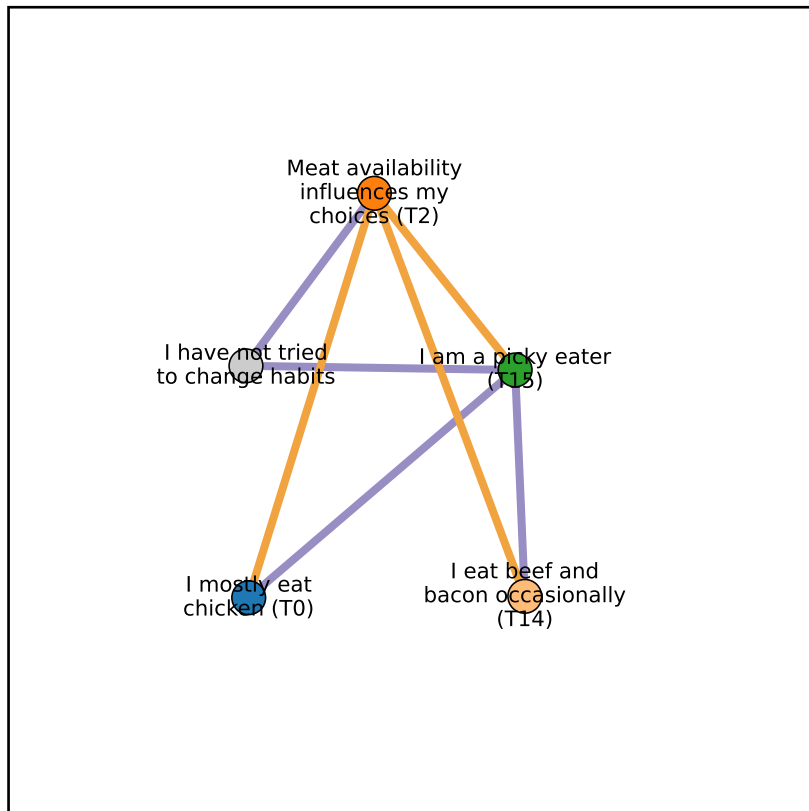 Meat availability
influences my
choices (T2)
I have not tried
to change habits
I am a picky eater
(T15)
I mostly eat
chicken (T0)
I eat beef and
bacon occasionally
(T14)